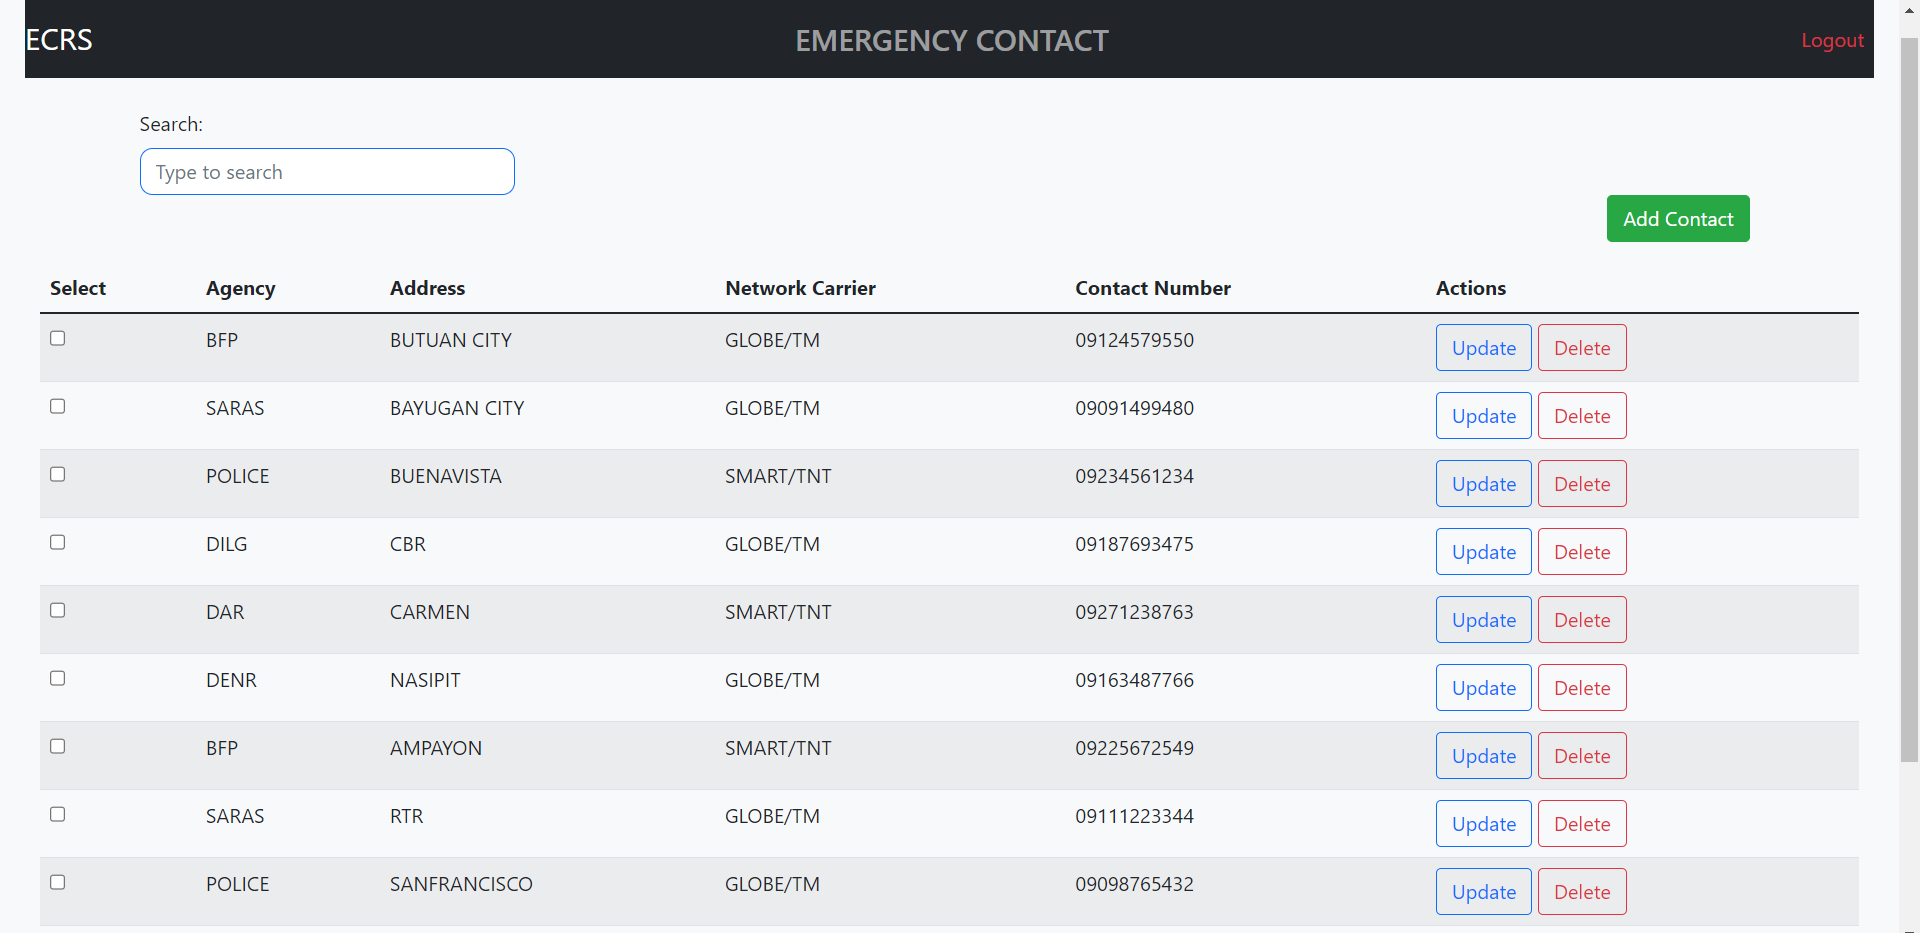 ECRS EMERGENCY CONTACT Logout
Search:
Type to search
Add Contact
Select Agency Address Network Carrier Contact Number Actions
BFP BUTUAN CITY GLOBE/TM 09124579550 Update Delete
SARAS BAYUGAN CITY GLOBE/TM 09091499480 Update Delete
POLICE BUENAVISTA SMART/TNT 09234561234 Update Delete
DILG CBR GLOBE/TM 09187693475 Update Delete
DAR CARMEN SMART/TNT 09271238763 Update Delete
DENR NASIPIT GLOBE/TM 09163487766 Update Delete
BFP AMPAYON SMART/TNT 09225672549 Update Delete
SARAS RTR GLOBE/TM 09111223344 Update Delete
POLICE SANFRANCISCO GLOBE/TM 09098765432 Update Delete